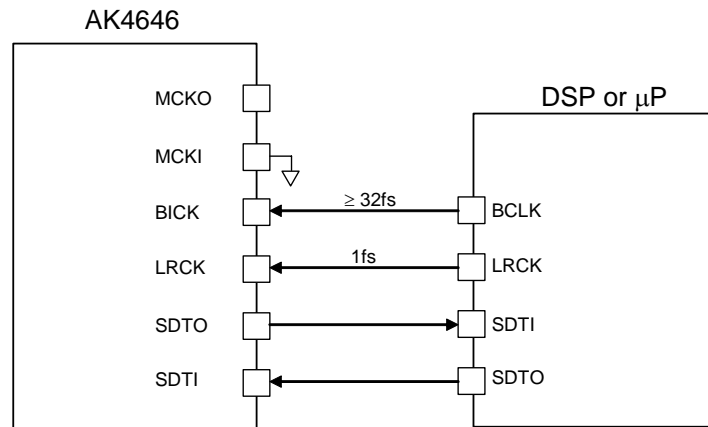 AK4646
DSP or μP
MCKO
MCKI
BICK
≥ 32fs
BCLK
LRCK
1fs
LRCK
SDTO
SDTI
SDTI
SDTO